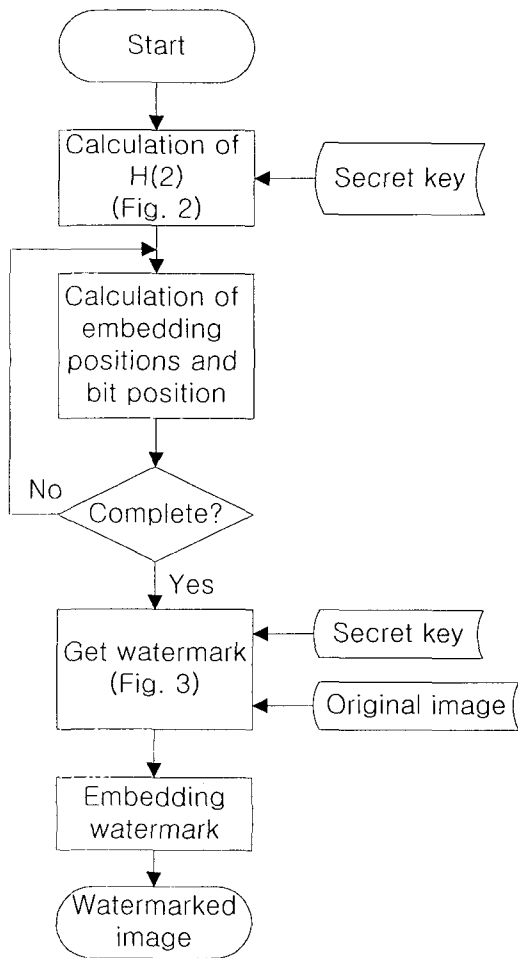 Start
Calculation of
H(2)
(Fig. 2)
Secret key
Calculation of
embedding
positions and
bit position
No
Complete?
Yes
Get watermark
(Fig. 3)
Secret key
Original image
Embedding
watermark
Watermarked
image